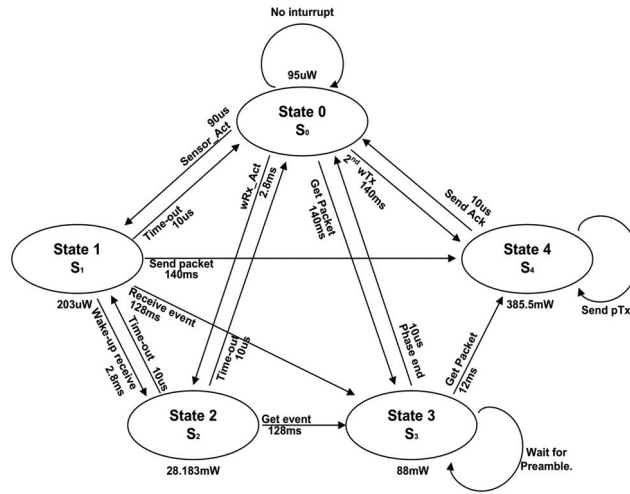 No inturrupt
95uW
State 0
S₀
90us
Sensor_Act
Time-out
10us
wRx_Act
2.8ms
Time-out
10us
Get Packet
140ms
10us
Phase end
2nd wTx
140ms
10us
Send Ack
State 1
S₁
203uW
Send packet
140ms
Receive event
128ms
State 4
S₄
385.5mW
Send pTx
Wake-up receive
2.8ms
Time-out 10us
Get Packet
12ms
State 2
S₂
28.183mW
Get event
128ms
State 3
S₃
88mW
Wait for
Preamble.